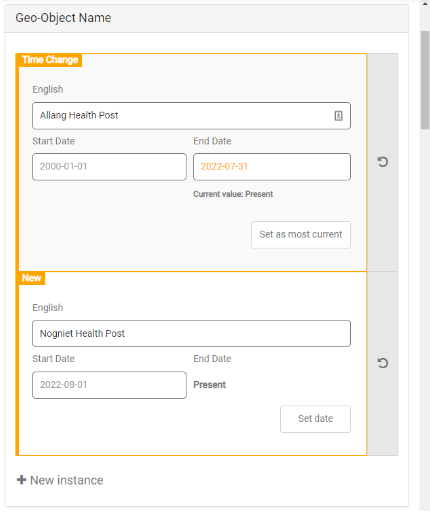 Geo-Object Name
Time Change
English
Allang Health Post
Start Date End Date
2000-01-01 2022-07-31
Current value: Present
Set as most current
New
English
Nogniet Health Post
Start Date End Date
2022-08-01 Present
Set date
+ New instance